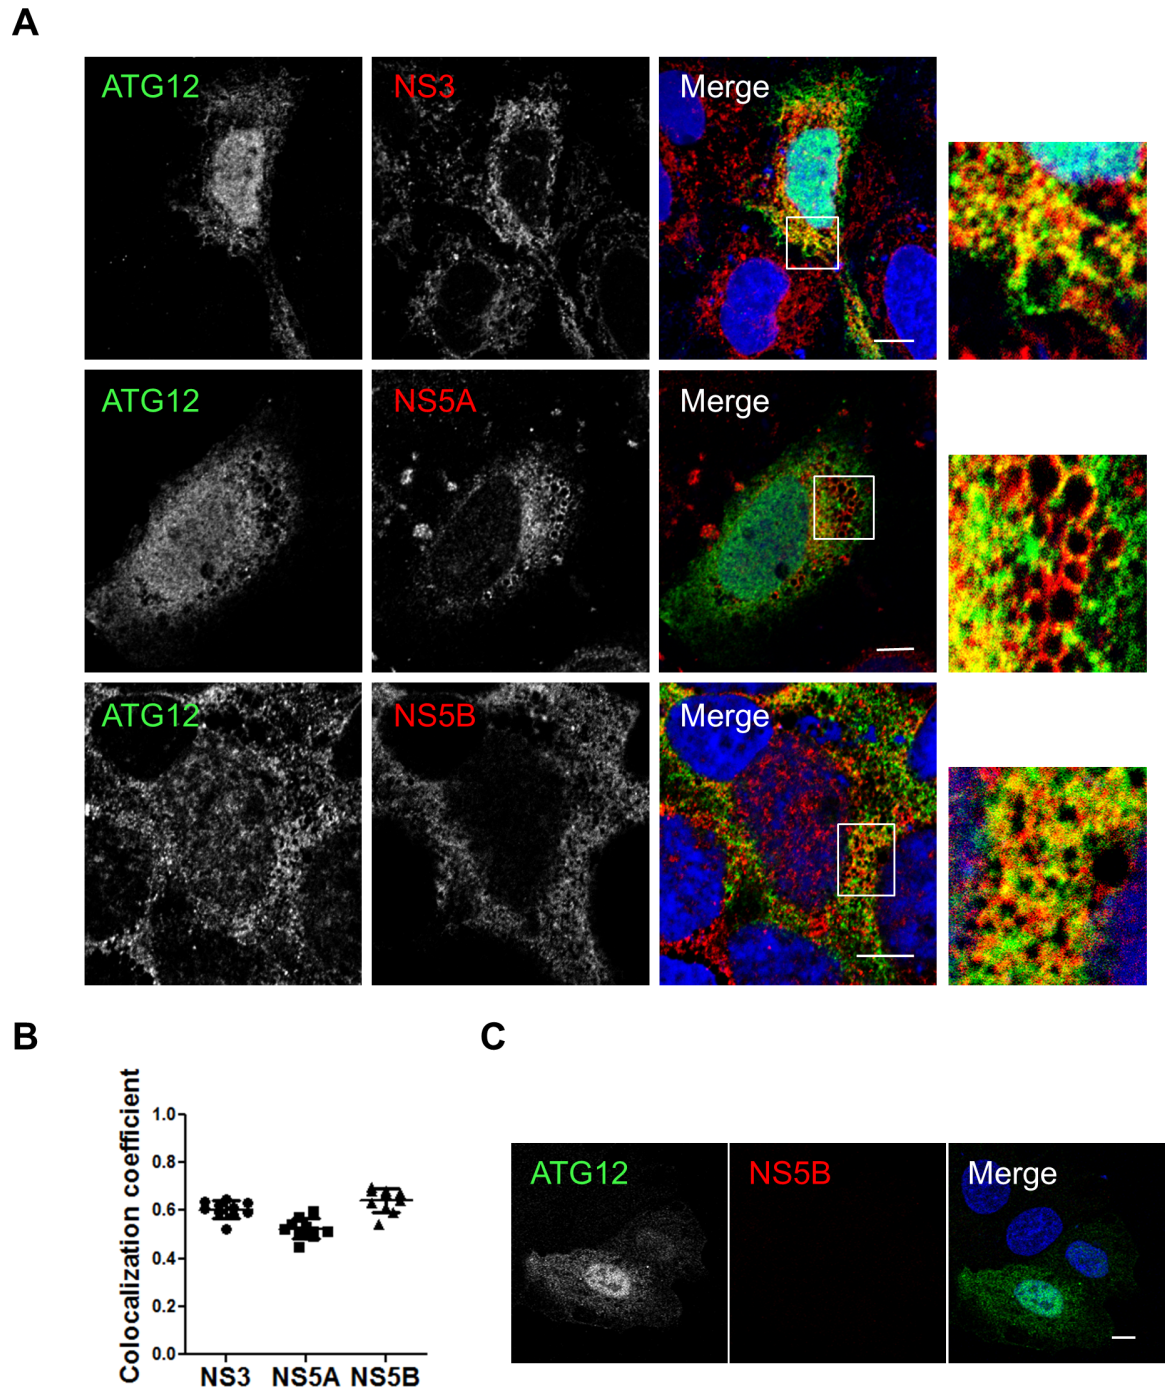 A
ATG12 NS3 Merge
ATG12 NS5A Merge
ATG12 NS5B Merge
B
Colocalization coefficient
1.0
0.8
0.6
0.4
0.2
0.0
NS3 NS5A NS5B
C
ATG12 NS5B Merge